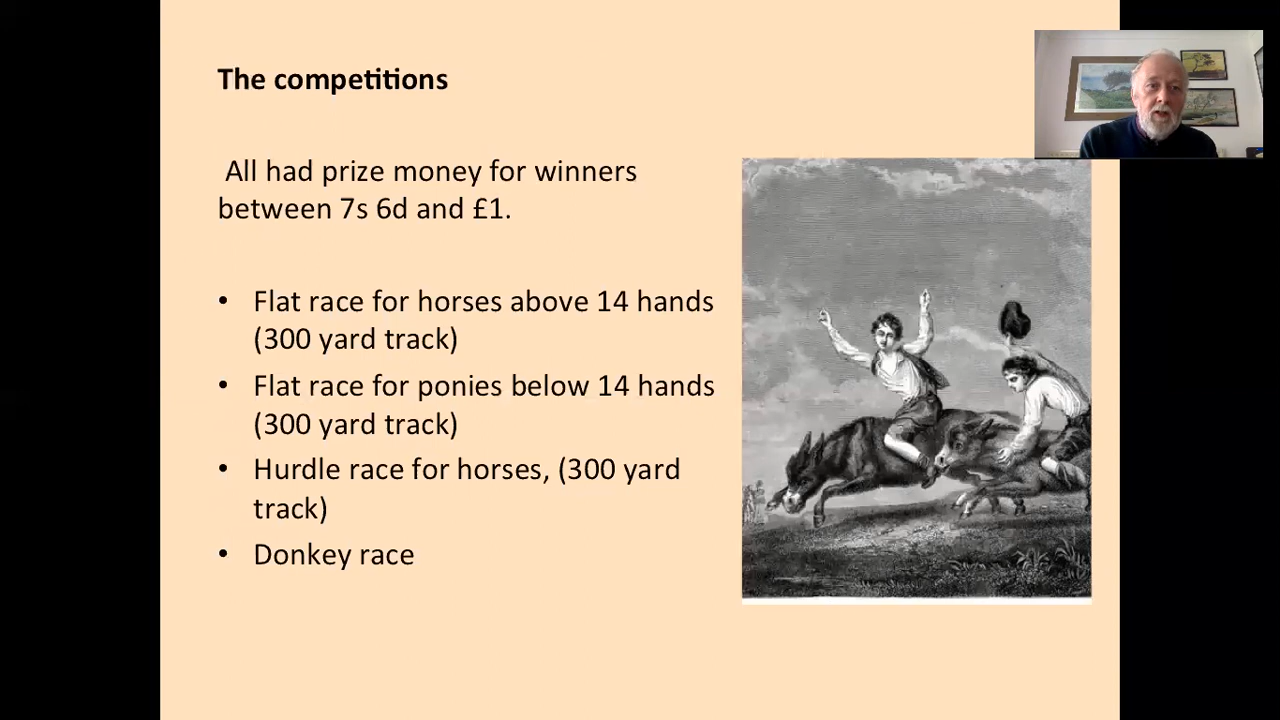 The competitions
All had prize money for winners
between 7s 6d and £1.
• Flat race for horses above 14 hands
(300 yard track)
• Flat race for ponies below 14 hands
(300 yard track)
• Hurdle race for horses, (300 yard
track)
• Donkey race